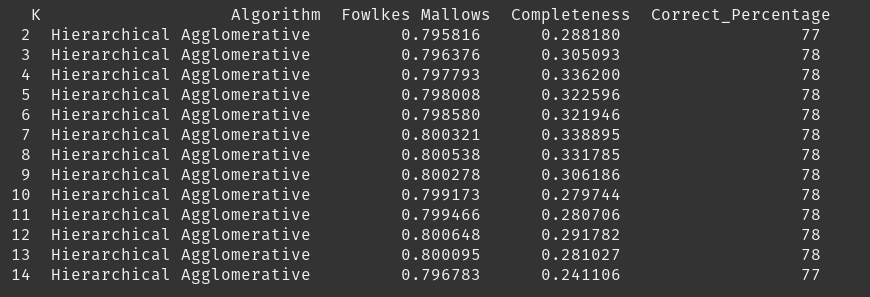 K Algorithm Fowlkes Mallows Completeness Correct_Percentage
2 Hierarchical Agglomerative 0.795816 0.288180 77
3 Hierarchical Agglomerative 0.796376 0.305093 78
4 Hierarchical Agglomerative 0.797793 0.336200 78
5 Hierarchical Agglomerative 0.798008 0.322596 78
6 Hierarchical Agglomerative 0.798580 0.321946 78
7 Hierarchical Agglomerative 0.800321 0.338895 78
8 Hierarchical Agglomerative 0.800538 0.331785 78
9 Hierarchical Agglomerative 0.800278 0.306186 78
10 Hierarchical Agglomerative 0.799173 0.279744 78
11 Hierarchical Agglomerative 0.799466 0.280706 78
12 Hierarchical Agglomerative 0.800648 0.291782 78
13 Hierarchical Agglomerative 0.800095 0.281027 78
14 Hierarchical Agglomerative 0.796783 0.241106 77